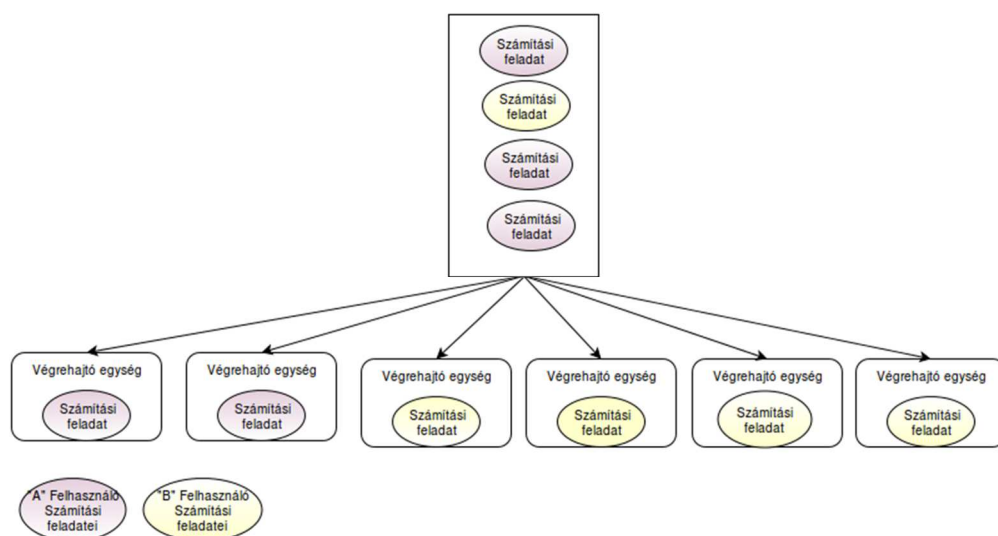 Számítási
feladat
Számítási
feladat
Számítási
feladat
Számítási
feladat
Végrehajtó egység
Számítási
feladat
Végrehajtó egység
Számítási
feladat
Végrehajtó egység
Számítási
feladat
Végrehajtó egység
Számítási
feladat
Végrehajtó egység
Számítási
feladat
Végrehajtó egység
Számítási
feladat
"A" Felhasználó
Számítási
feladatei
"B" Felhasználó
Számítási
feladatei